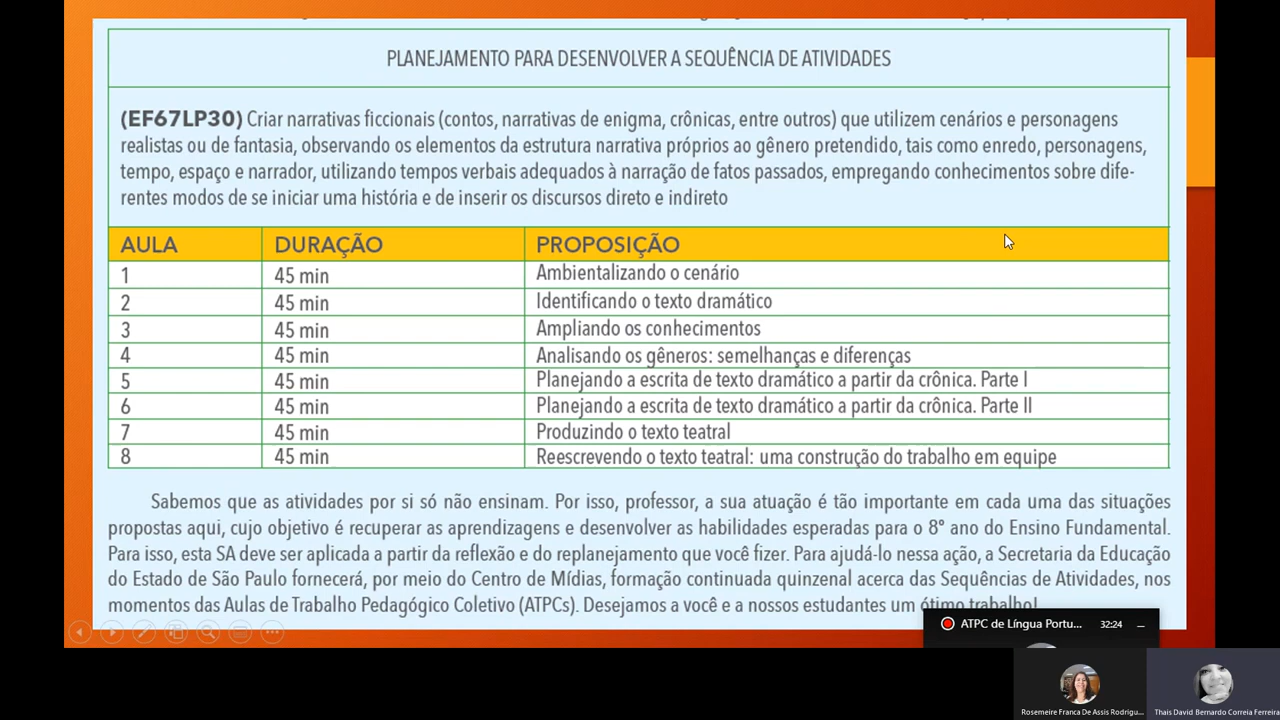 PLANEJAMENTO PARA DESENVOLVER A SEQUÊNCIA DE ATIVIDADES
(EF67LP30) Criar narrativas ficcionais (contos, narrativas de enigma, crônicas, entre outros) que utilizem cenários e personagens
realistas ou de fantasia, observando os elementos da estrutura narrativa próprios ao gênero pretendido, tais como enredo, personagens,
tempo, espaço e narrador, utilizando tempos verbais adequados à narração de fatos passados, empregando conhecimentos sobre dife-
rentes modos de se iniciar uma história e de inserir os discursos direto e indireto
AULA DURAÇÃO PROPOSIÇÃO
1 45 min Ambientalizando o cenário
2 45 min Identificando o texto dramático
3 45 min Ampliando os conhecimentos
4 45 min Analisando os gêneros: semelhanças e diferenças
5 45 min Planejando a escrita de texto dramático a partir da crônica. Parte I
6 45 min Planejando a escrita de texto dramático a partir da crônica. Parte II
7 45 min Produzindo o texto teatral
8 45 min Reescrevendo o texto teatral: uma construção do trabalho em equipe
Sabemos que as atividades por si só não ensinam. Por isso, professor, a sua atuação é tão importante em cada uma das situações
propostas aqui, cujo objetivo é recuperar as aprendizagens e desenvolver as habilidades esperadas para o 8º ano do Ensino Fundamental.
Para isso, esta SA deve ser aplicada a partir da reflexão e do replanejamento que você fizer. Para ajudá-lo nessa ação, a Secretaria da Educação
do Estado de São Paulo fornecerá, por meio do Centro de Mídias, formação continuada quinzenal acerca das Sequências de Atividades, nos
momentos das Aulas de Trabalho Pedagógico Coletivo (ATPCs). Desejamos a você e a nossos estudantes um ótimo trabalho!
ATPC de Língua Portu... 32:24
Rosemeire Franca De Assis Rodrigu... Thais David Bernardo Correia Ferreira